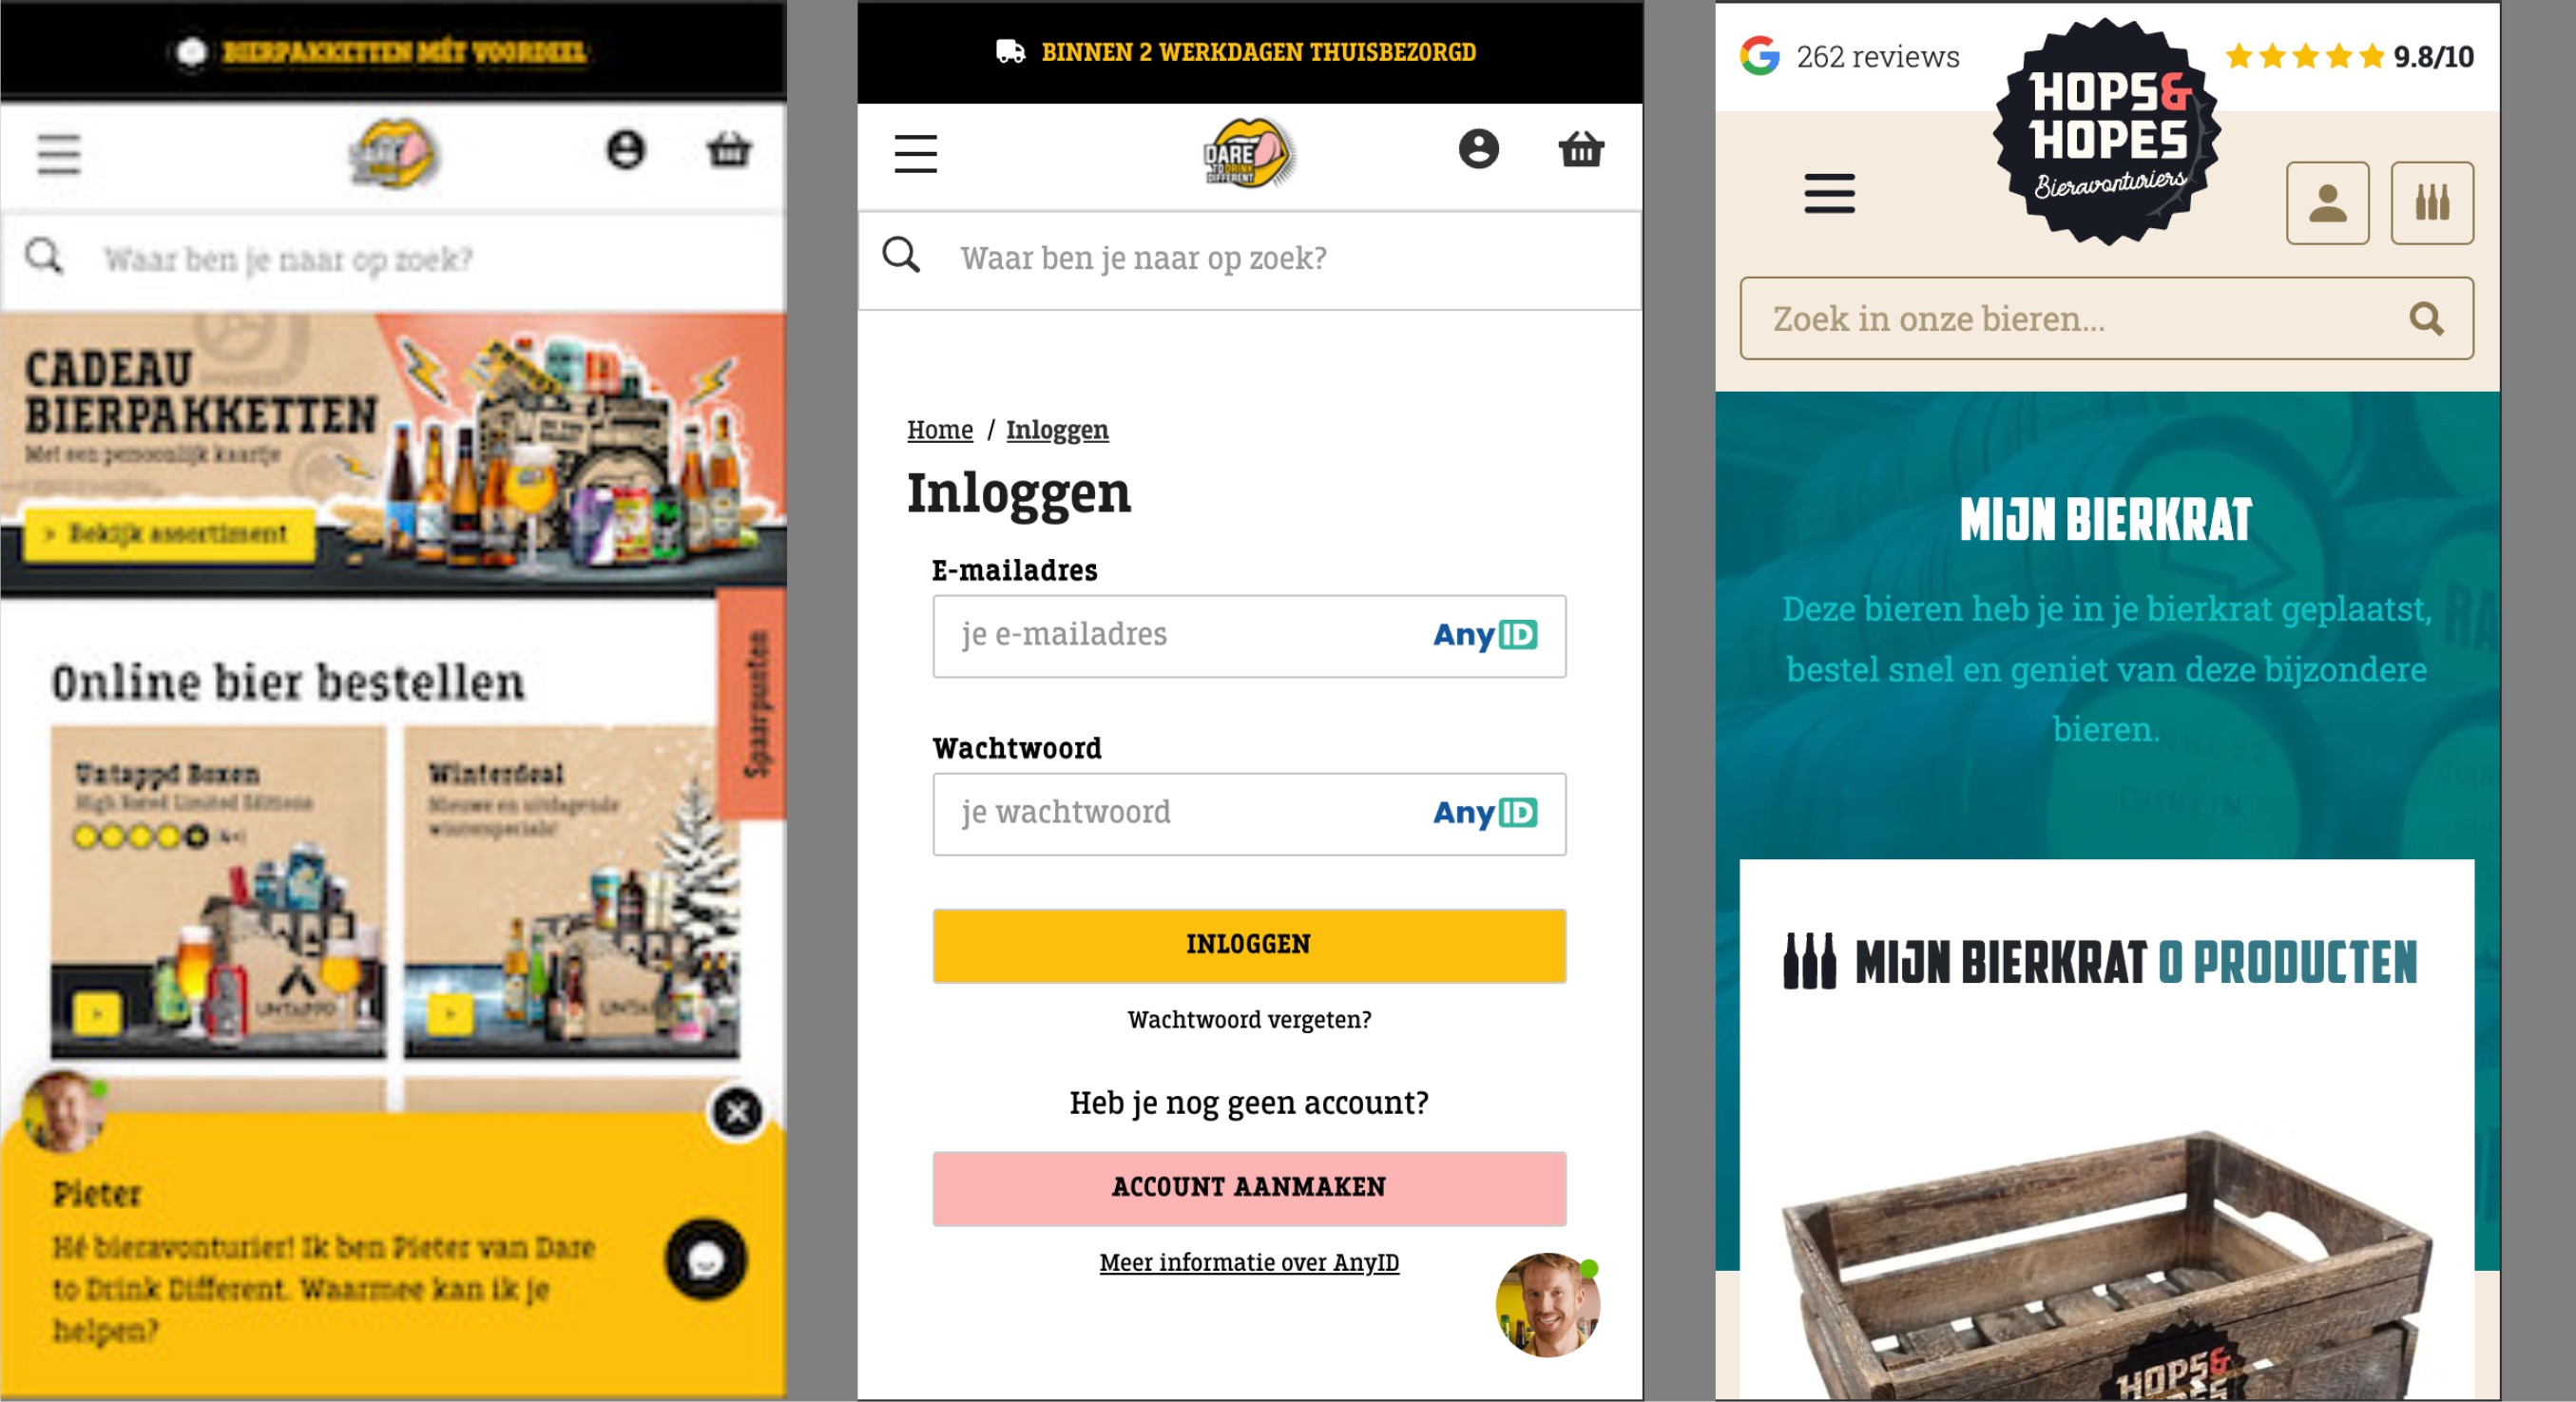 BIERPAKKETTEN MÉT VOORDEEL
DARE
Waar ben je naar op zoek?
CADEAU
BIERPAKKETTEN
Met een persoonlijk kaartje
> Bekijk assortiment
Spaarpunten
Online bier bestellen
Untappd Boxen
High Rated Limited Editions
(4+)
UNTAPPD
>
Winterdeal
Nieuwe en uitdagende
winterspecials!
>
Pieter
Hé bieravonturier! Ik ben Pieter van Dare
to Drink Different. Waarmee kan ik je
helpen?
BINNEN 2 WERKDAGEN THUISBEZORGD
DARE
TO DRINK
DIFFERENT
Waar ben je naar op zoek?
Home / Inloggen
Inloggen
E-mailadres
je e-mailadres AnyID
Wachtwoord
je wachtwoord AnyID
INLOGGEN
Wachtwoord vergeten?
Heb je nog geen account?
ACCOUNT AANMAKEN
Meer informatie over AnyID
262 reviews
9.8/10
HOPS&
HOPES
Bieravonturiers
Zoek in onze bieren...
MIJN BIERKRAT
Deze bieren heb je in je bierkrat geplaatst,
bestel snel en geniet van deze bijzondere
bieren.
MIJN BIERKRAT 0 PRODUCTEN
HOPS&